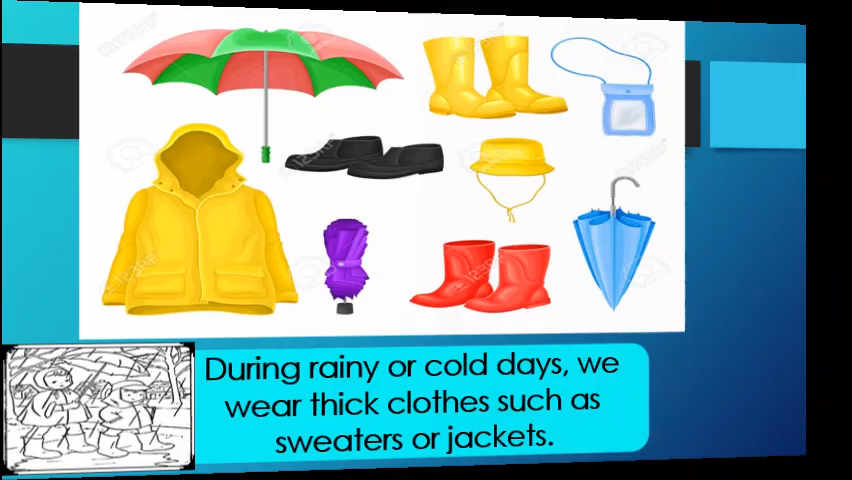 During rainy or cold days, we
wear thick clothes such as
sweaters or jackets.